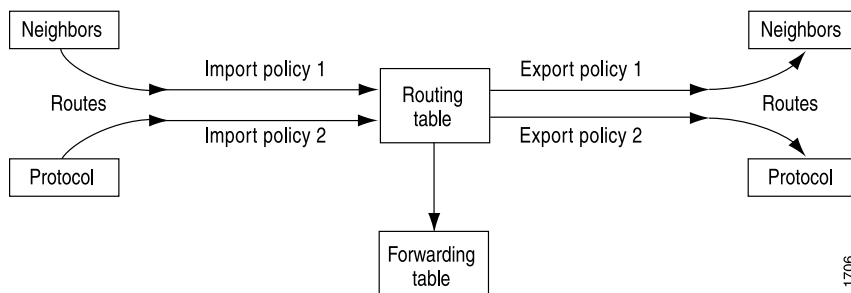 Neighbors
Neighbors
Import policy 1
Export policy 1
Routes
Routing
table
Routes
Import policy 2
Export policy 2
Protocol
Protocol
Forwarding
table
1706